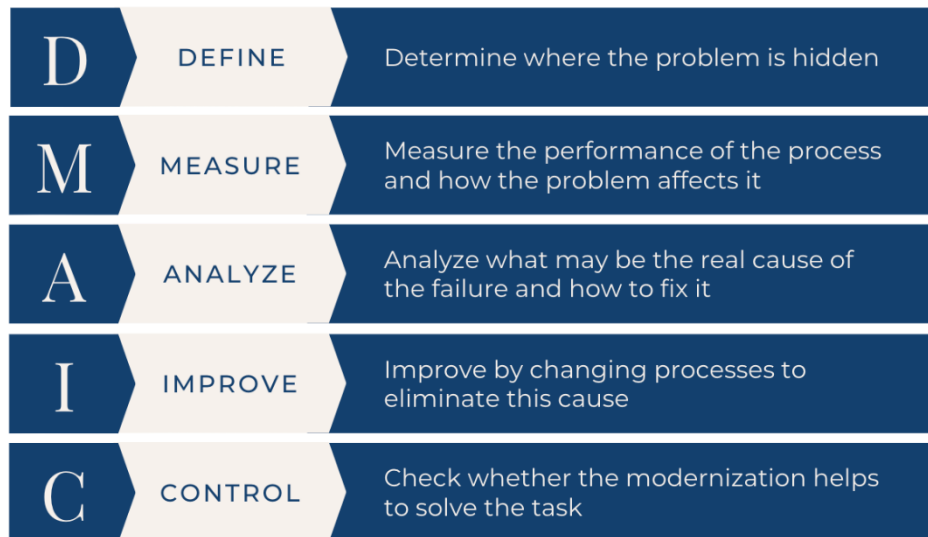 D
DEFINE
Determine where the problem is hidden
M
MEASURE
Measure the performance of the process
and how the problem affects it
A
ANALYZE
Analyze what may be the real cause of
the failure and how to fix it
I
IMPROVE
Improve by changing processes to
eliminate this cause
C
CONTROL
Check whether the modernization helps
to solve the task